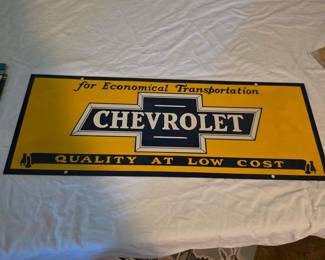 for Economical Transportation
CHEVROLET
QUALITY AT LOW COST